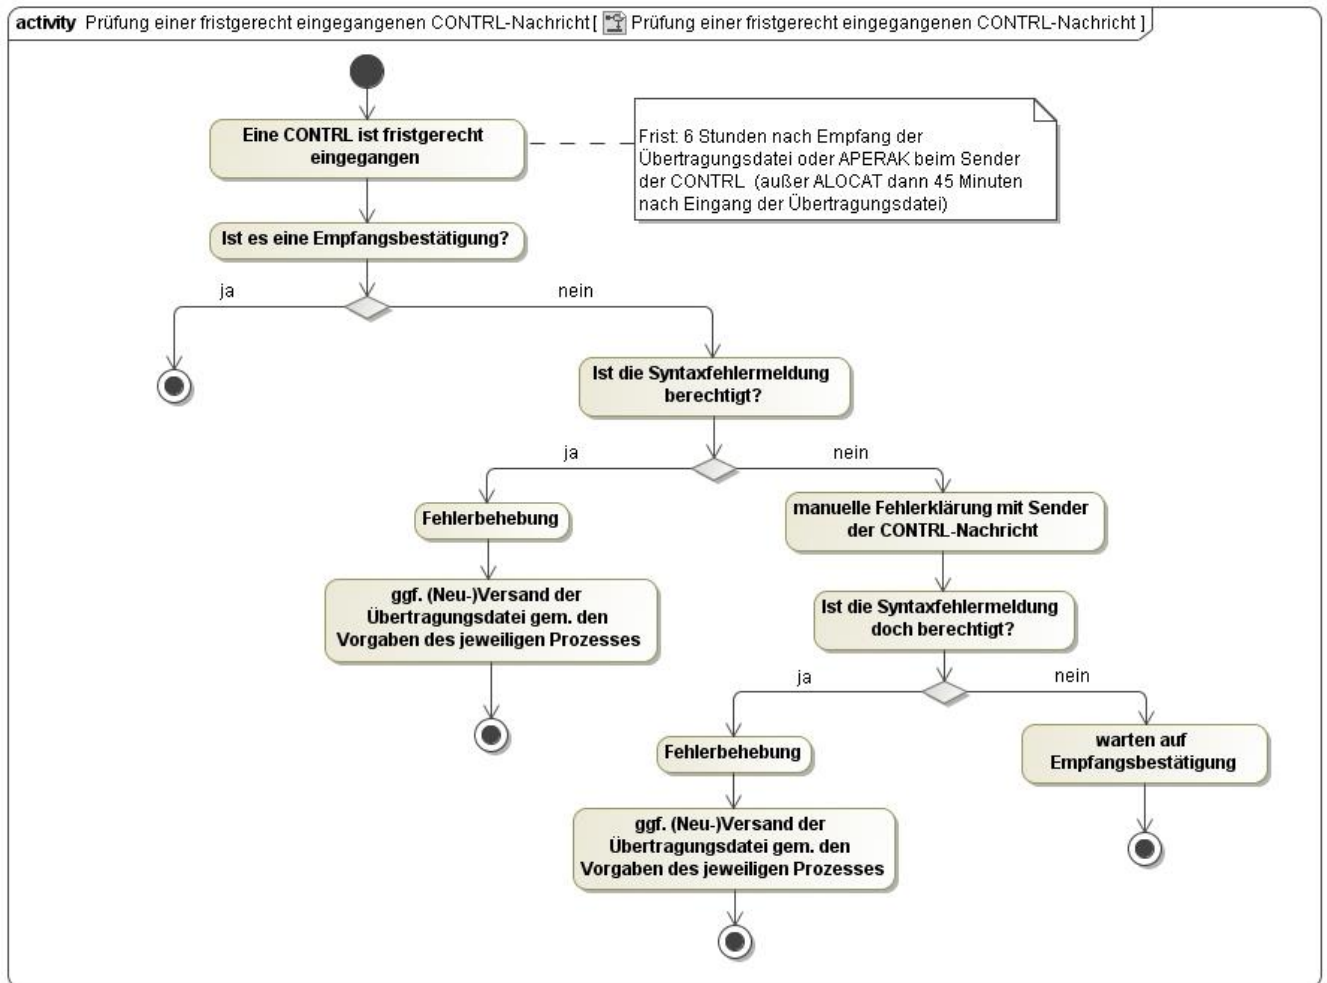 activity Prüfung einer fristgerecht eingegangenen CONTRL-Nachricht [ Prüfung einer fristgerecht eingegangenen CONTRL-Nachricht ]
Eine CONTRL ist fristgerecht
eingegangen
Frist: 6 Stunden nach Empfang der
Übertragungsdatei oder APERAK beim Sender
der CONTRL (außer ALOCAT dann 45 Minuten
nach Eingang der Übertragungsdatei)
Ist es eine Empfangsbestätigung?
ja
nein
Ist die Syntaxfehlermeldung
berechtigt?
ja
nein
Fehlerbehebung
manuelle Fehlerklärung mit Sender
der CONTRL-Nachricht
ggf. (Neu-)Versand der
Übertragungsdatei gem. den
Vorgaben des jeweiligen Prozesses
Ist die Syntaxfehlermeldung
doch berechtigt?
ja
nein
Fehlerbehebung
warten auf
Empfangsbestätigung
ggf. (Neu-)Versand der
Übertragungsdatei gem. den
Vorgaben des jeweiligen Prozesses